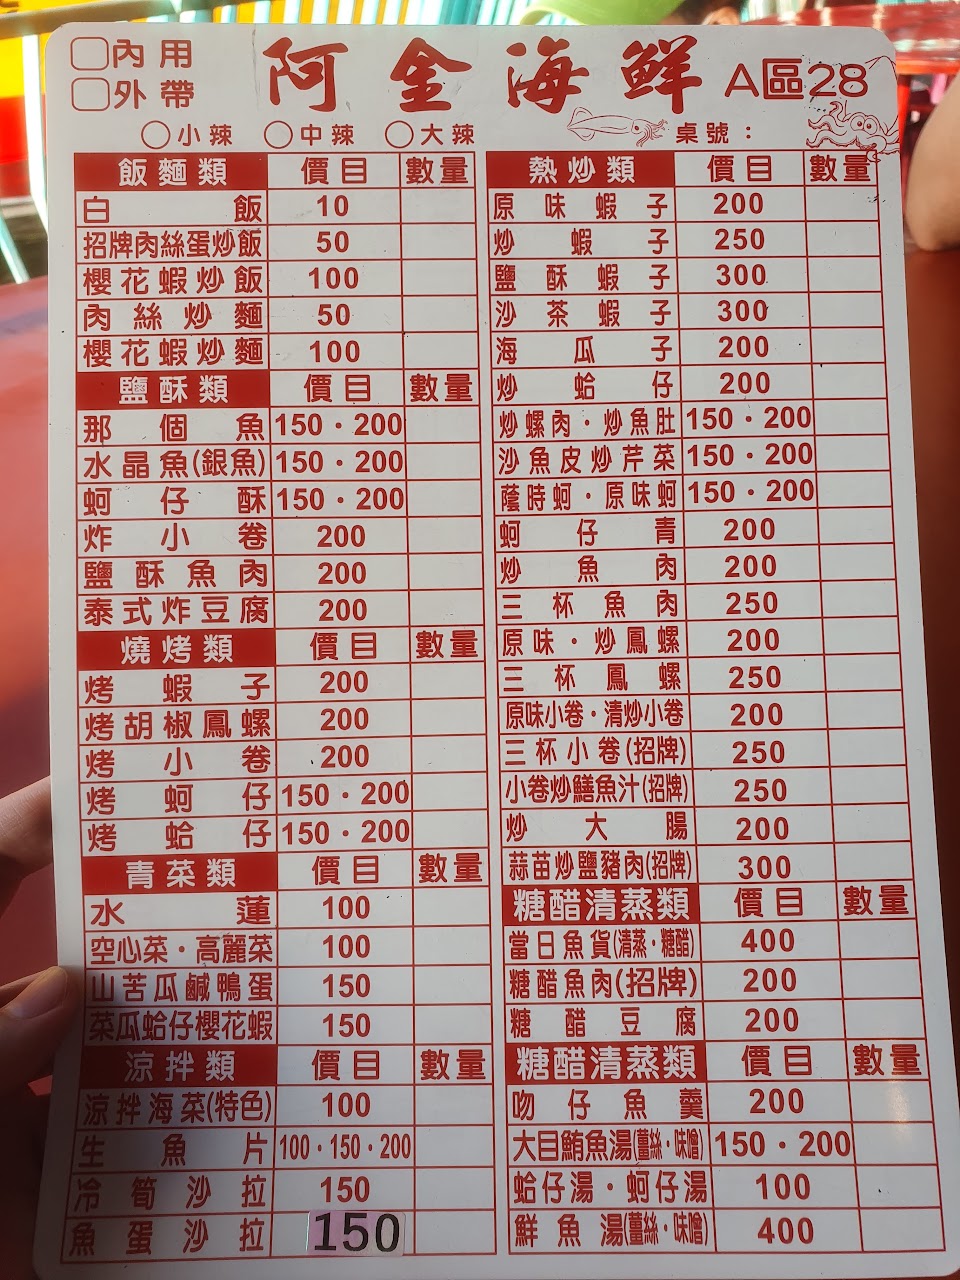 內用
外帶
阿金海鮮 A區28
小辣 中辣 大辣 桌號：
飯麵類 價目 數量
白飯 10
招牌肉絲蛋炒飯 50
櫻花蝦炒飯 100
肉絲炒麵 50
櫻花蝦炒麵 100
鹽酥類 價目 數量
那個魚 150・200
水晶魚(銀魚) 150・200
蚵仔酥 150・200
炸小卷 200
鹽酥魚肉 200
泰式炸豆腐 200
燒烤類 價目 數量
烤蝦子 200
烤胡椒鳳螺 200
烤小卷 200
烤蚵仔 150・200
烤蛤仔 150・200
青菜類 價目 數量
水蓮 100
空心菜・高麗菜 100
山苦瓜鹹鴨蛋 150
菜瓜蛤仔櫻花蝦 150
涼拌類 價目 數量
涼拌海菜(特色) 100
生魚片 100・150・200
冷筍沙拉 150
魚蛋沙拉 150
熱炒類 價目 數量
原味蝦子 200
炒蝦子 250
鹽酥蝦子 300
沙茶蝦子 300
海瓜子 200
炒蛤仔 200
炒螺肉・炒魚肚 150・200
沙魚皮炒芹菜 150・200
蔭時蚵・原味蚵 150・200
蚵仔青 200
炒魚肉 200
三杯魚肉 250
原味・炒鳳螺 200
三杯鳳螺 250
原味小卷・清炒小卷 200
三杯小卷(招牌) 250
小卷炒鱔魚汁(招牌) 250
炒大腸 200
蒜苗炒鹽豬肉(招牌) 300
糖醋清蒸類 價目 數量
當日魚貨(清蒸・糖醋) 400
糖醋魚肉(招牌) 200
糖醋豆腐 200
糖醋清蒸類 價目 數量
吻仔魚羹 200
大目鮪魚湯(薑絲・味噌) 150・200
蛤仔湯・蚵仔湯 100
鮮魚湯(薑絲・味噌) 400